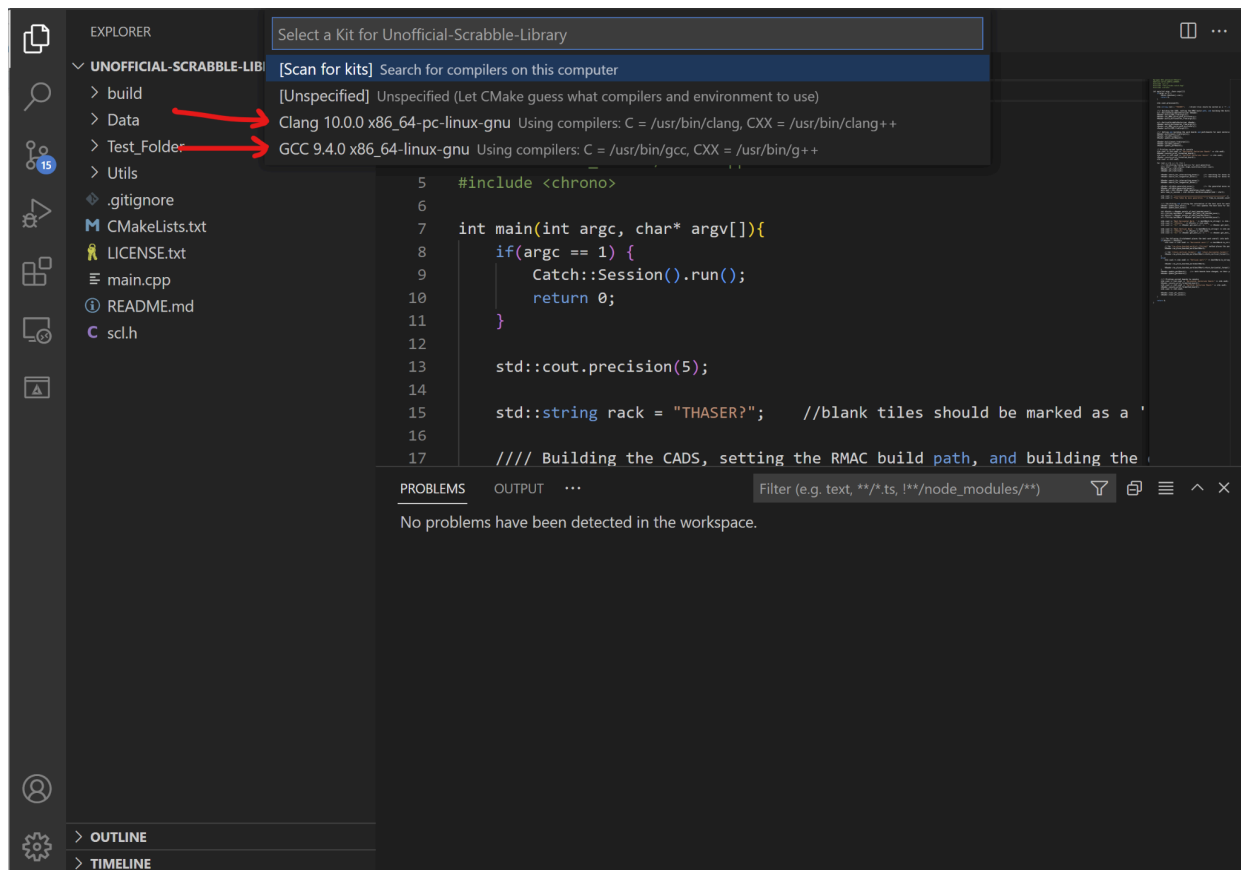 EXPLORER
UNOFFICIAL-SCRABBLE-LIB
build
Data
Test_Folder
Utils
.gitignore
CMakeLists.txt
LICENSE.txt
main.cpp
README.md
scl.h
OUTLINE
TIMELINE
15
Select a Kit for Unofficial-Scrabble-Library
[Scan for kits] Search for compilers on this computer
[Unspecified] Unspecified (Let CMake guess what compilers and environment to use)
Clang 10.0.0 x86_64-pc-linux-gnu Using compilers: C = /usr/bin/clang, CXX = /usr/bin/clang++
GCC 9.4.0 x86_64-linux-gnu Using compilers: C = /usr/bin/gcc, CXX = /usr/bin/g++
5 #include <chrono>
6
7 int main(int argc, char* argv[]){
8 if(argc == 1) {
9 Catch::Session().run();
10 return 0;
11 }
12
13 std::cout.precision(5);
14
15 std::string rack = "THASER?"; //blank tiles should be marked as a '
16
17 //// Building the CADS, setting the RMAC build path, and building the
PROBLEMS OUTPUT ···
Filter (e.g. text, **/*.ts, !**/node_modules/**)
No problems have been detected in the workspace.